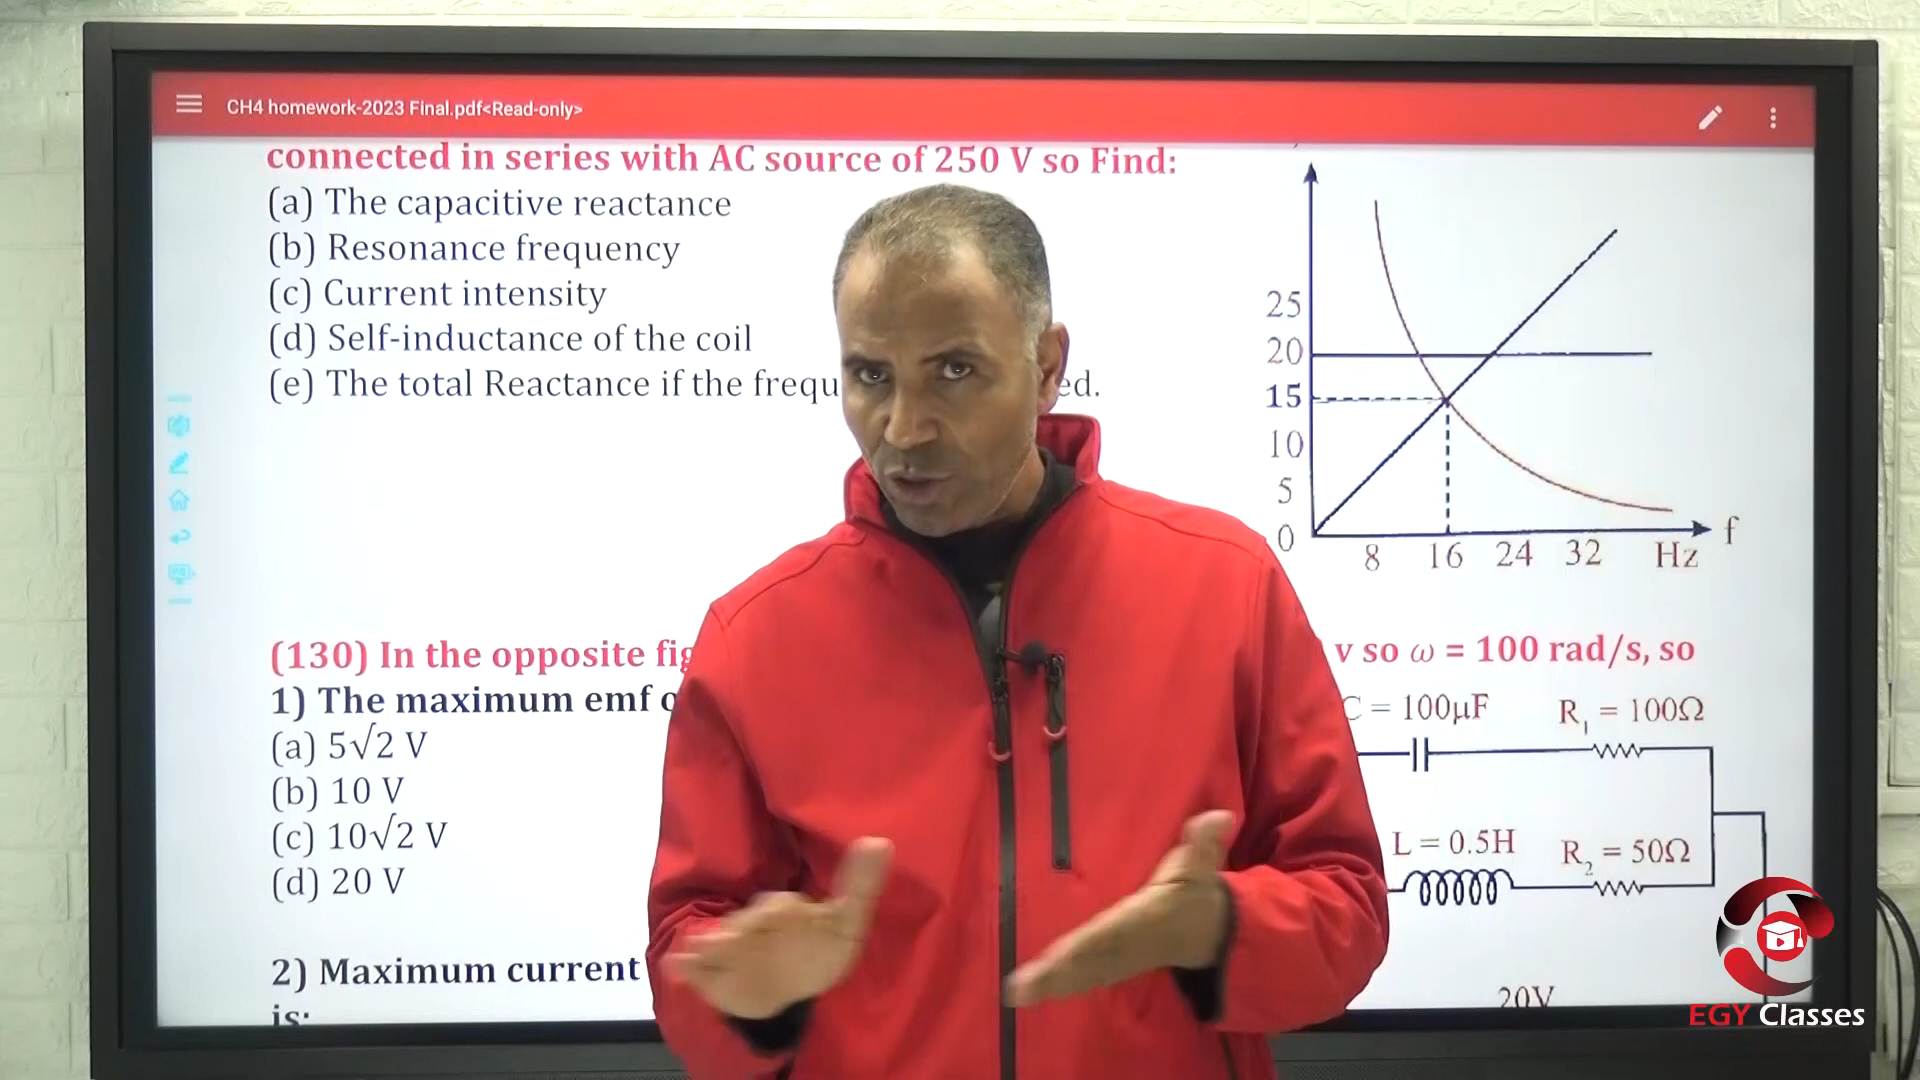 CH4 homework-2023 Final.pdf<Read-only>
connected in series with AC source of 250 V so Find:
(a) The capacitive reactance
(b) Resonance frequency
(c) Current intensity
(d) Self-inductance of the coil
(e) The total Reactance if the
25
20
15
10
5
0
8 16 24 32 Hz
f
(130) In the opposite v so ω = 100 rad/s, so
1) The maximum emf
(a) 5√2 V
(b) 10 V
(c) 10√2 V
(d) 20 V
2) Maximum current
is:
C = 100μF R₁ = 100Ω
L = 0.5H R₂ = 50Ω
20V
EGY Classes